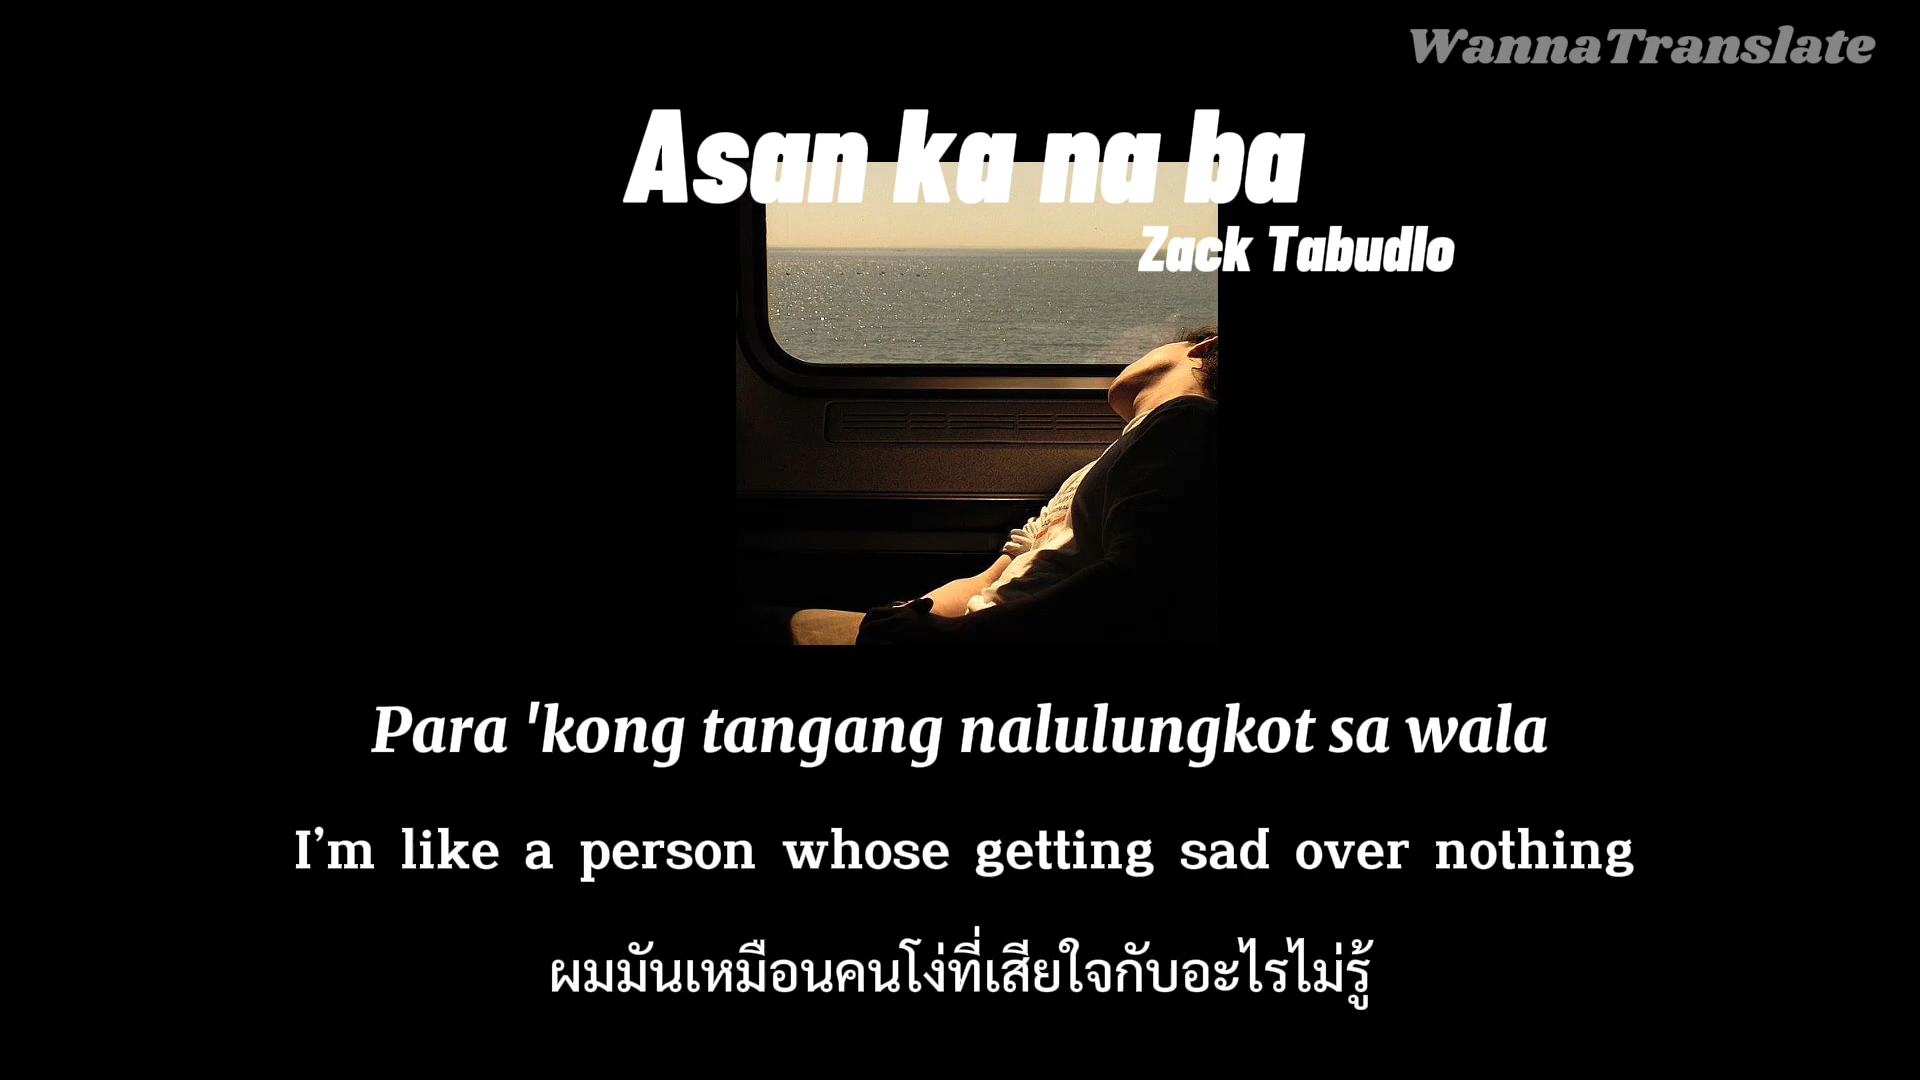 WannaTranslate
Asan ka na ba
Zack Tabudlo
Para 'kong tangang nalulungkot sa wala
I'm like a person whose getting sad over nothing
ผมมันเหมือนคนโง่ที่เสียใจกับอะไรไม่รู้